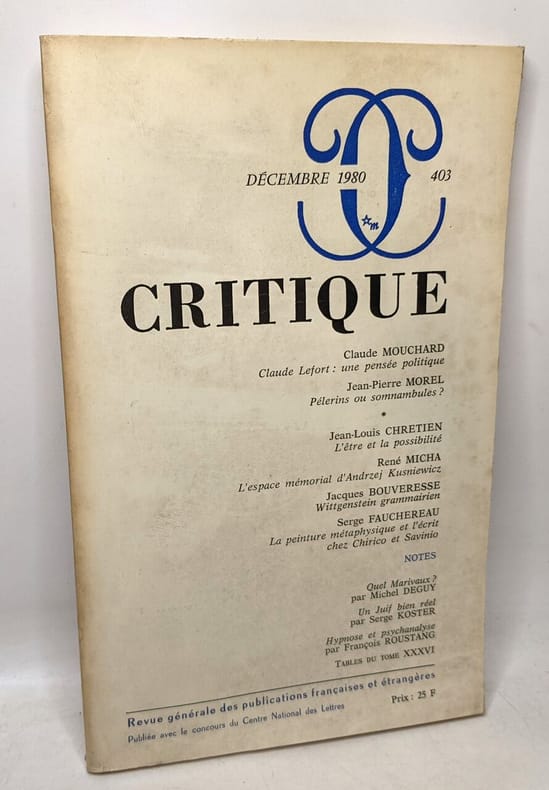 DÉCEMBRE 1980 403
m
CRITIQUE
Claude MOUCHARD
Claude Lefort : une pensée politique
Jean-Pierre MOREL
Pélerins ou somnambules ?
*
Jean-Louis CHRETIEN
L'être et la possibilité
René MICHA
L'espace mémorial d'Andrzej Kusniewicz
Jacques BOUVERESSE
Wittgenstein grammairien
Serge FAUCHEREAU
La peinture métaphysique et l'écrit
chez Chirico et Savinio
NOTES
Quel Marivaux ?
par Michel DEGUY
Un Juif bien réel
par Serge KOSTER
Hypnose et psychanalyse
par François ROUSTANG
TABLES DU TOME XXXVI
Revue générale des publications françaises et étrangères
Publiée avec le concours du Centre National des Lettres
Prix : 25 F